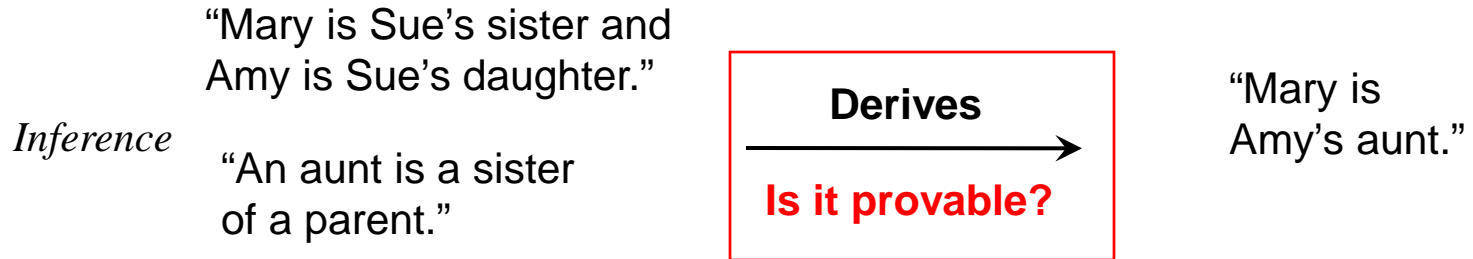 “Mary is Sue’s sister and
Amy is Sue’s daughter.”
Inference
“An aunt is a sister
of a parent.”
Derives
Is it provable?
“Mary is
Amy’s aunt.”